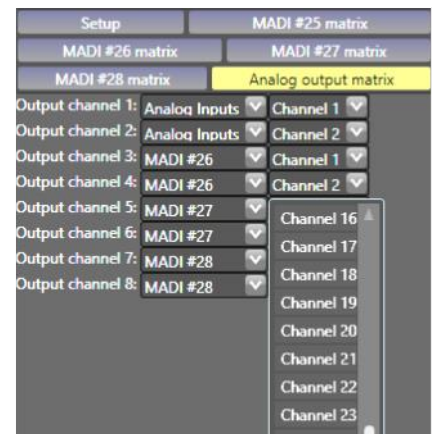 Setup MADI #25 matrix
MADI #26 matrix MADI #27 matrix
MADI #28 matrix Analog output matrix
Output channel 1: Analog Inputs Channel 1
Output channel 2: Analog Inputs Channel 2
Output channel 3: MADI #26 Channel 1
Output channel 4: MADI #26 Channel 2
Output channel 5: MADI #27
Output channel 6: MADI #27
Output channel 7: MADI #28
Output channel 8: MADI #28
Channel 16
Channel 17
Channel 18
Channel 19
Channel 20
Channel 21
Channel 22
Channel 23